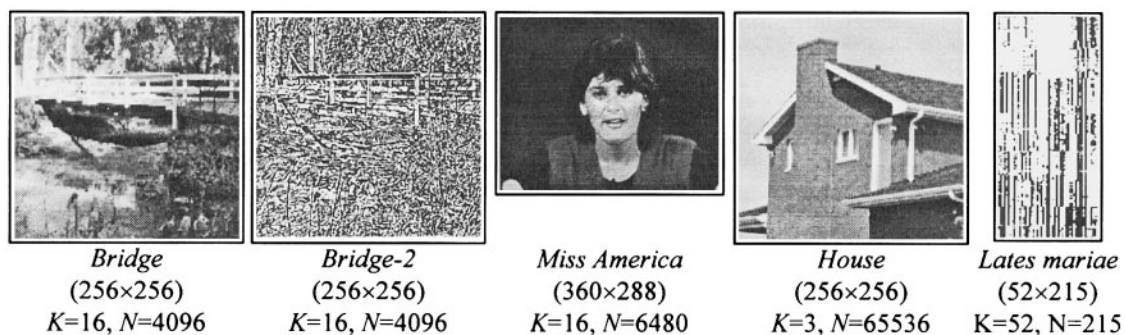 Bridge
(256×256)
K=16, N=4096
Bridge-2
(256×256)
K=16, N=4096
Miss America
(360×288)
K=16, N=6480
House
(256×256)
K=3, N=65536
Lates mariae
(52×215)
K=52, N=215